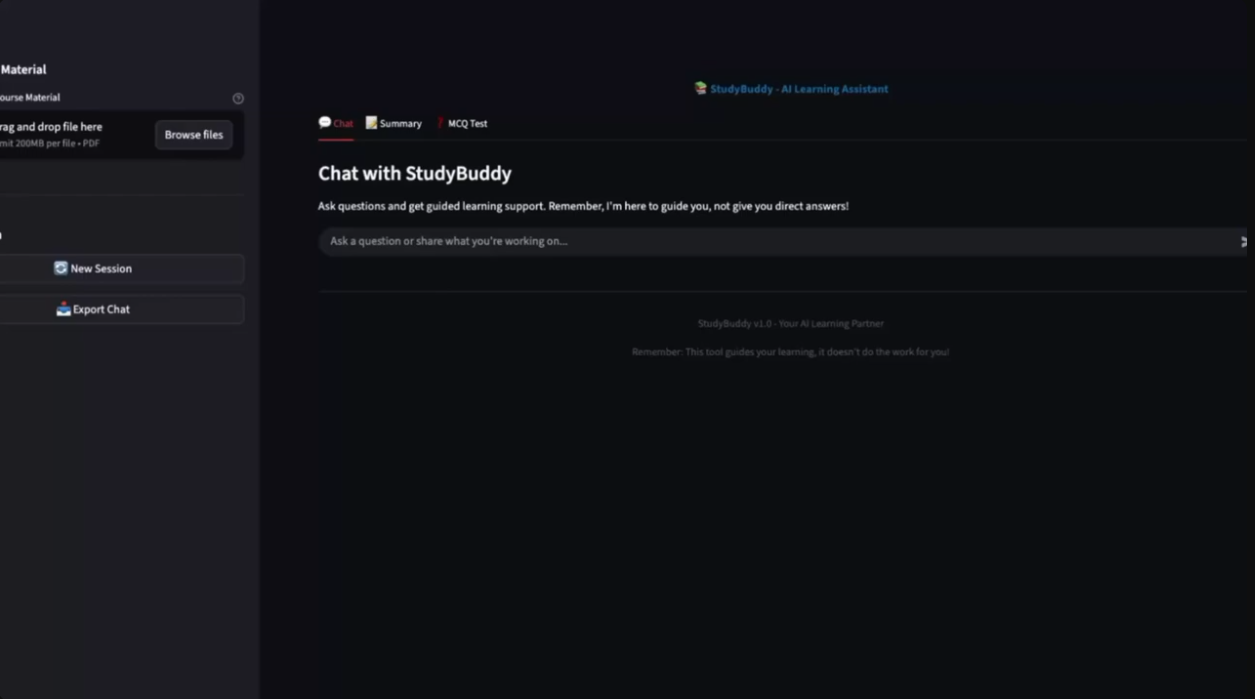 Material
ourse Material
rag and drop file here
mit 200MB per file • PDF
Browse files
New Session
Export Chat
StudyBuddy - AI Learning Assistant
Chat
Summary
MCQ Test
Chat with StudyBuddy
Ask questions and get guided learning support. Remember, I'm here to guide you, not give you direct answers!
Ask a question or share what you're working on...
StudyBuddy v1.0 - Your AI Learning Partner
Remember: This tool guides your learning, it doesn't do the work for you!